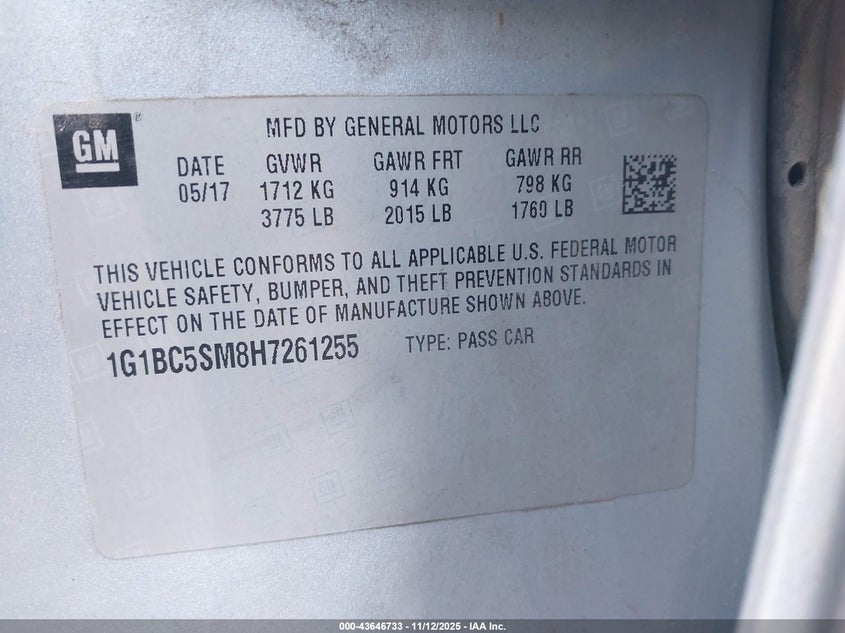 GM ®
MFD BY GENERAL MOTORS LLC
DATE GVWR GAWR FRT GAWR RR
05/17 1712 KG 914 KG 798 KG
3775 LB 2015 LB 1760 LB
THIS VEHICLE CONFORMS TO ALL APPLICABLE U.S. FEDERAL MOTOR
VEHICLE SAFETY, BUMPER, AND THEFT PREVENTION STANDARDS IN
EFFECT ON THE DATE OF MANUFACTURE SHOWN ABOVE.
1G1BC5SM8H7261255 TYPE: PASS CAR
000-43646733 - 11/12/2025 - IAA Inc.